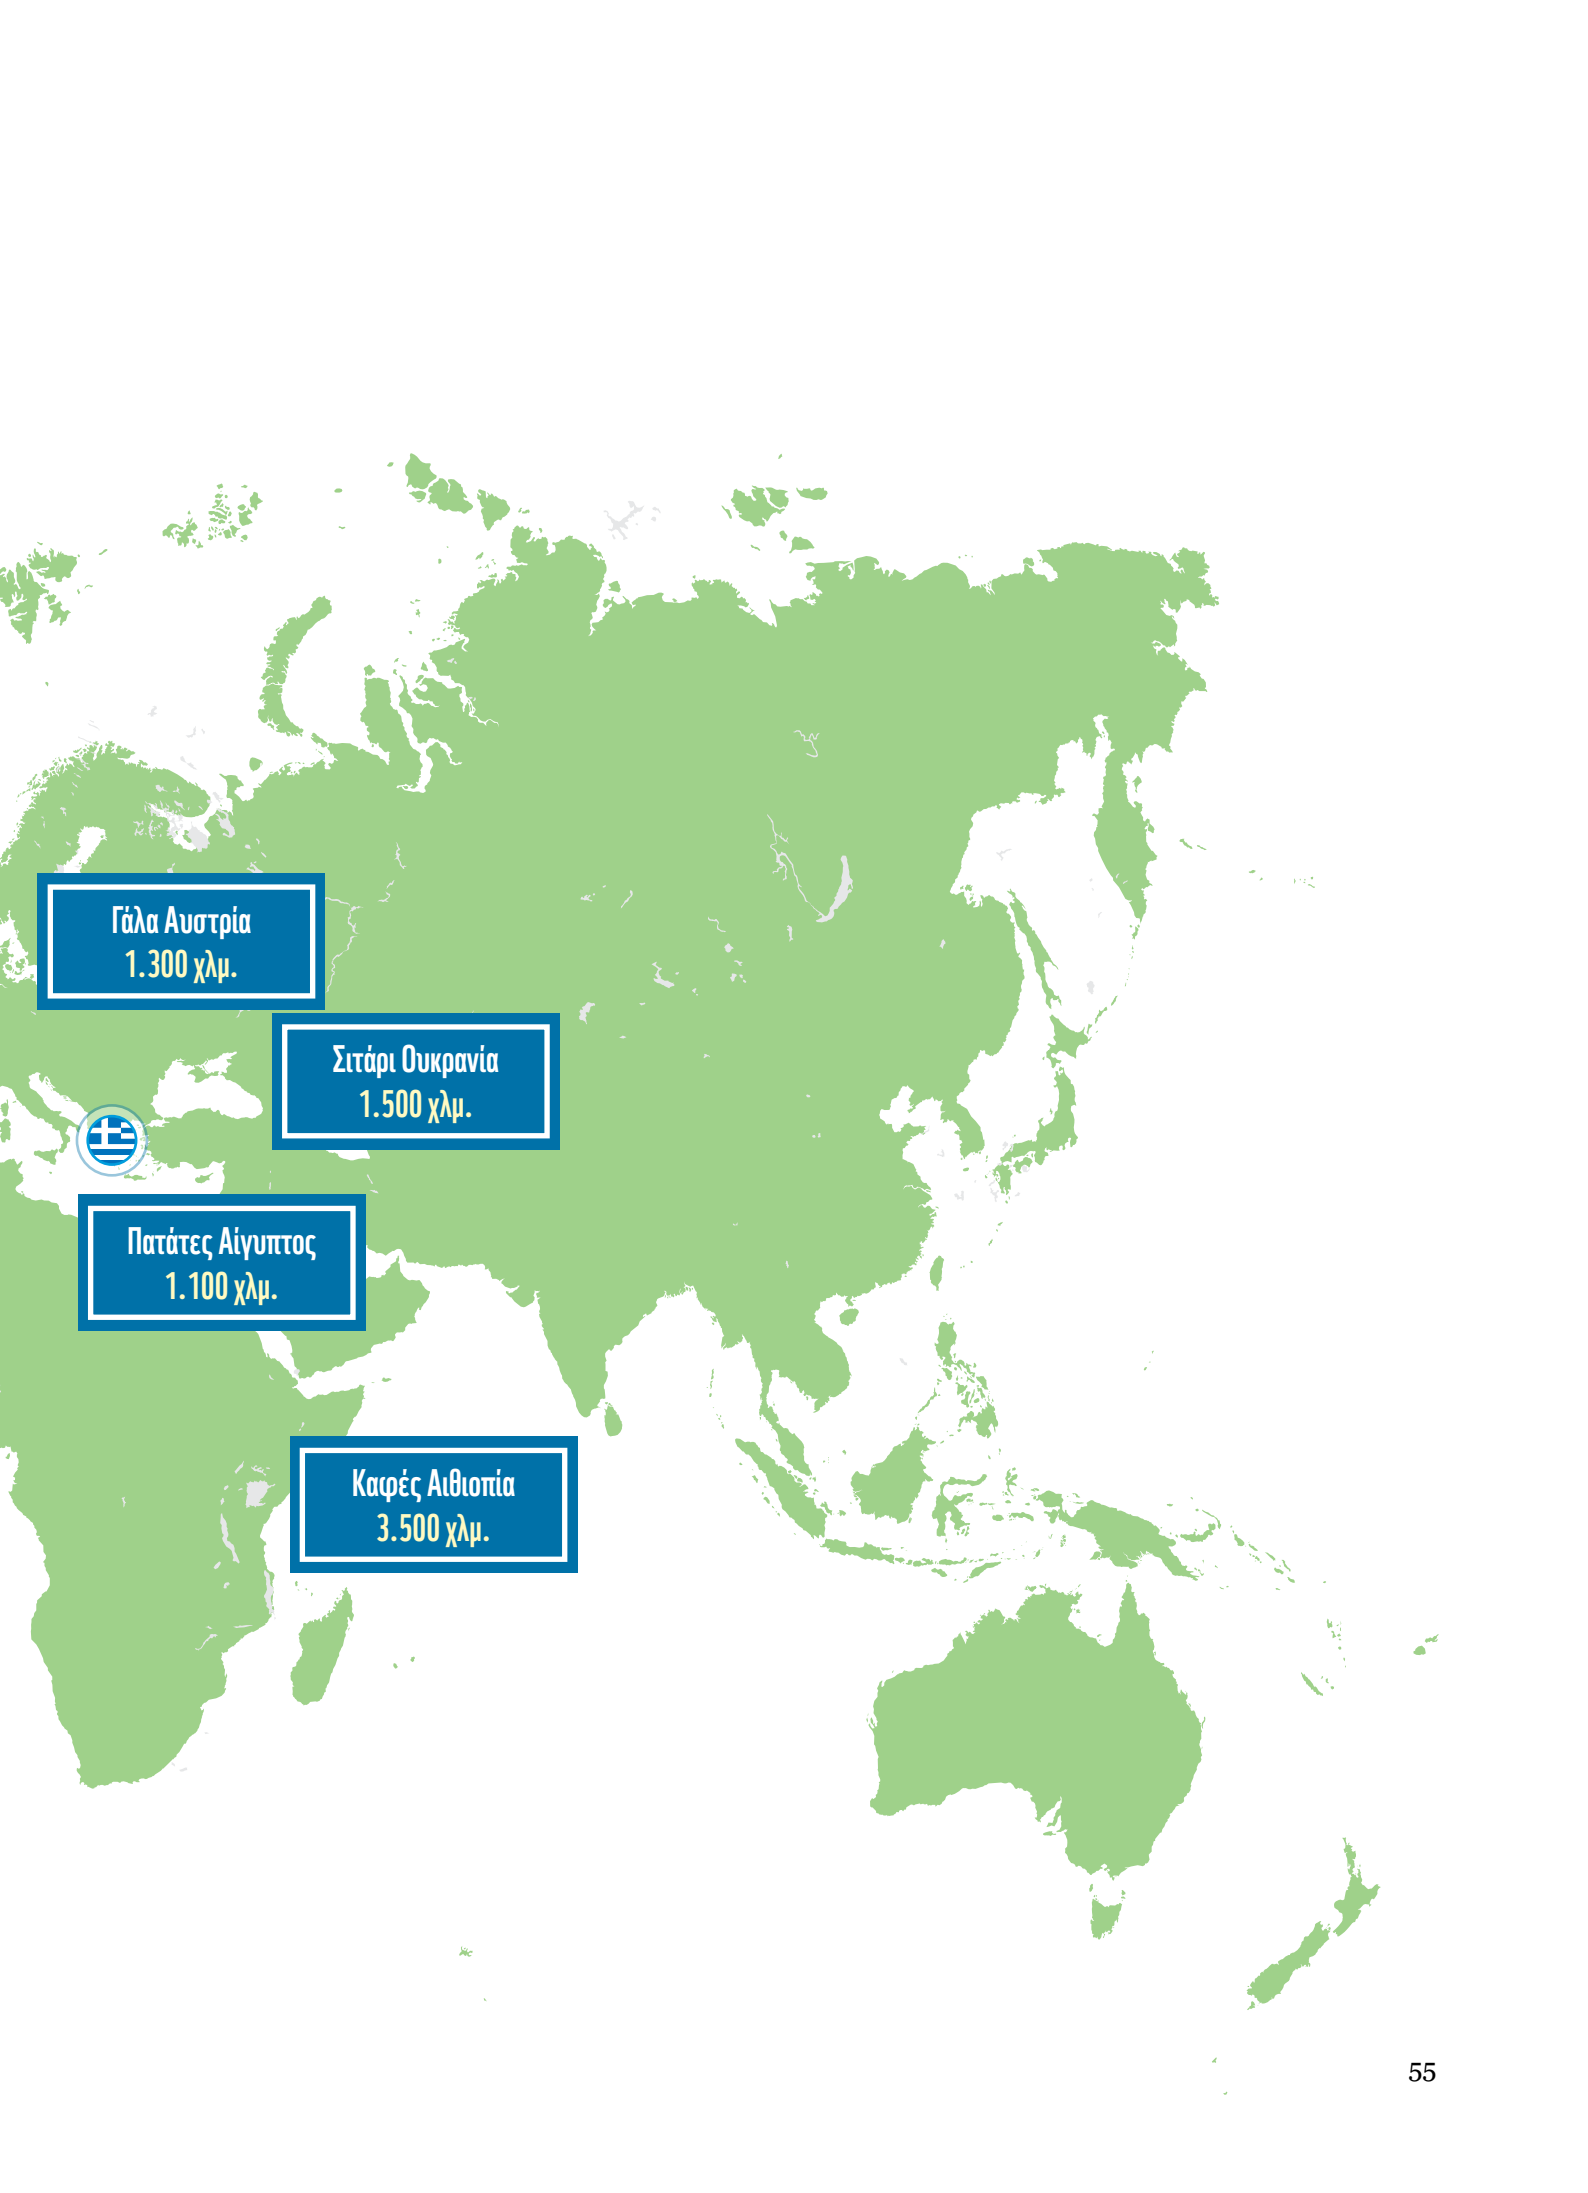 Γάλα Αυστρία
1.300 χλμ.
Σιτάρι Ουκρανία
1.500 χλμ.
Πατάτες Αίγυπτος
1.100 χλμ.
Καφές Αιθιοπία
3.500 χλμ.
55